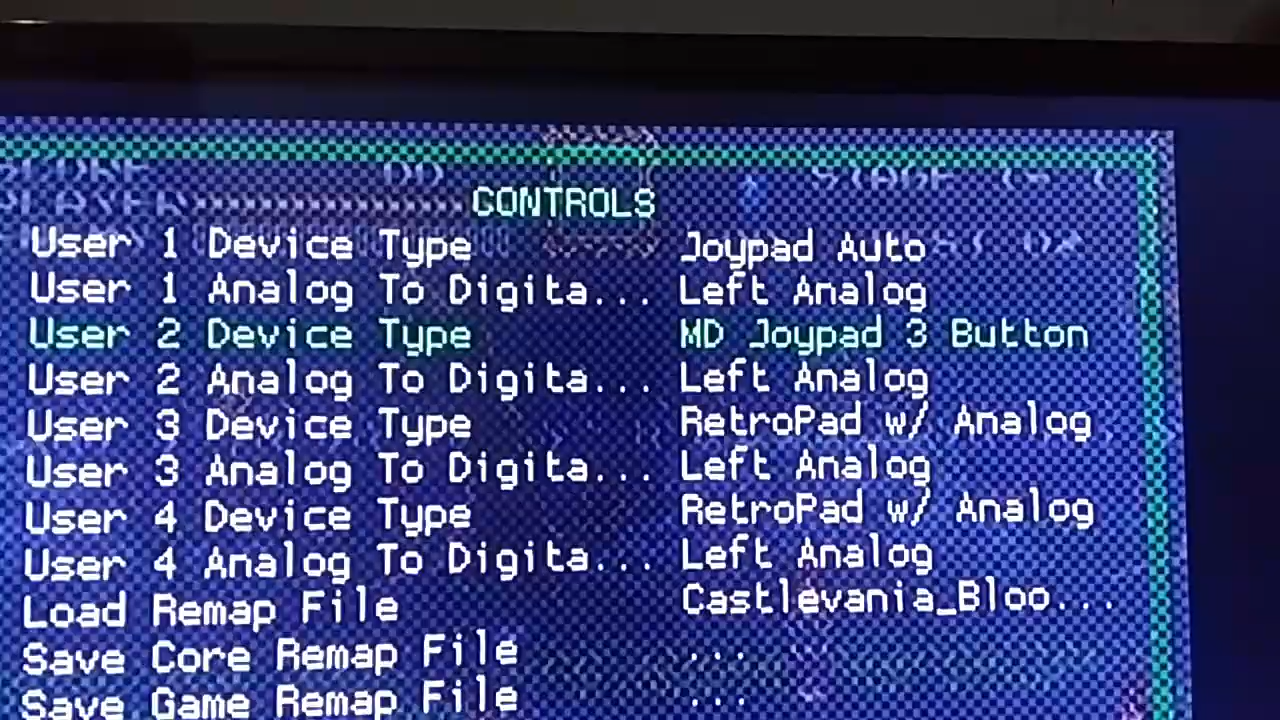 CONTROLS
User 1 Device Type Joypad Auto
User 1 Analog To Digita... Left Analog
User 2 Device Type MD Joypad 3 Button
User 2 Analog To Digita... Left Analog
User 3 Device Type RetroPad w/ Analog
User 3 Analog To Digita... Left Analog
User 4 Device Type RetroPad w/ Analog
User 4 Analog To Digita... Left Analog
Load Remap File Castlevania_Bloo...
Save Core Remap File ...
Save Game Remap File ...